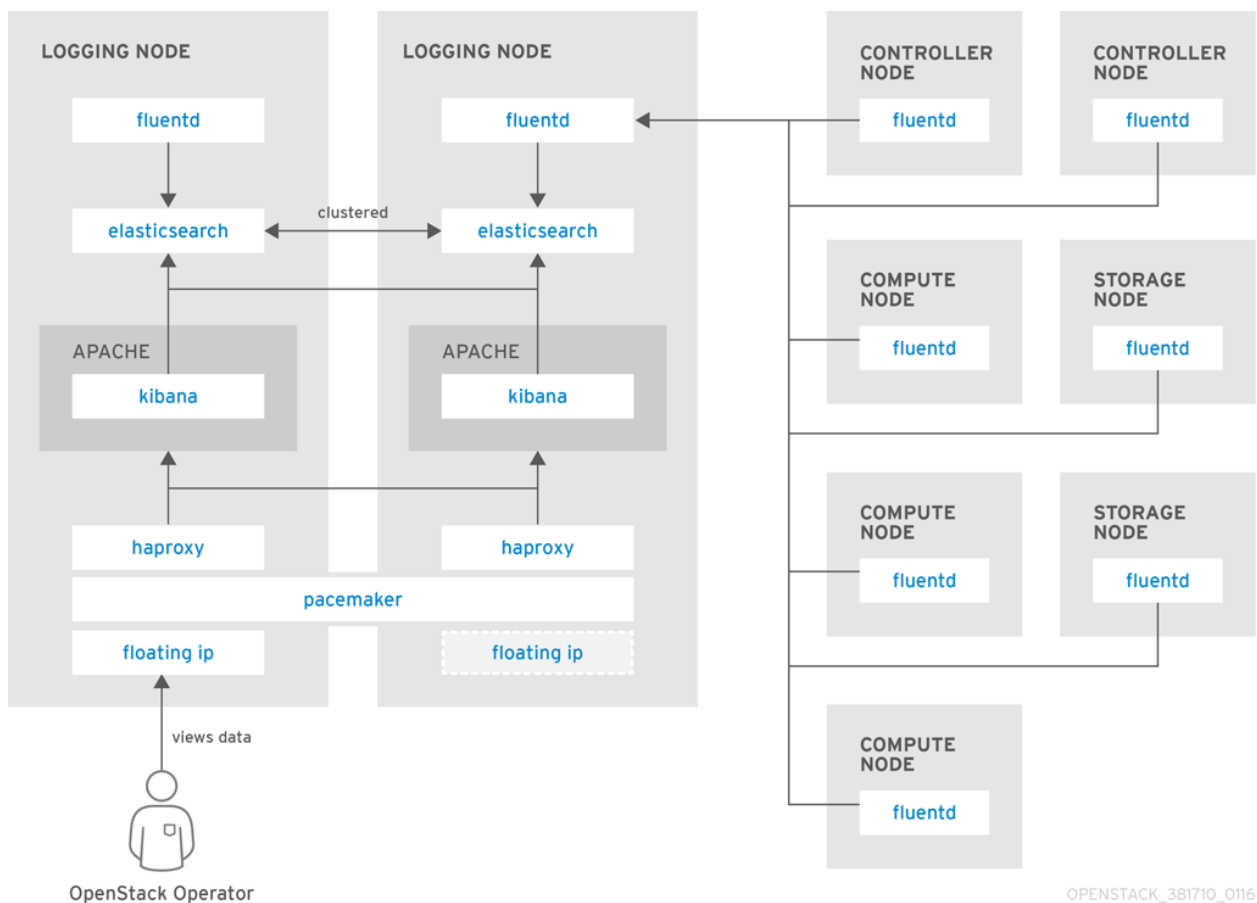 LOGGING NODE
fluentd
elasticsearch
APACHE
kibana
haproxy
LOGGING NODE
fluentd
clustered
elasticsearch
APACHE
kibana
haproxy
pacemaker
floating ip
floating ip
views data
OpenStack Operator
CONTROLLER
NODE
fluentd
CONTROLLER
NODE
fluentd
COMPUTE
NODE
fluentd
STORAGE
NODE
fluentd
COMPUTE
NODE
fluentd
STORAGE
NODE
fluentd
COMPUTE
NODE
fluentd
OPENSTACK_381710_0116